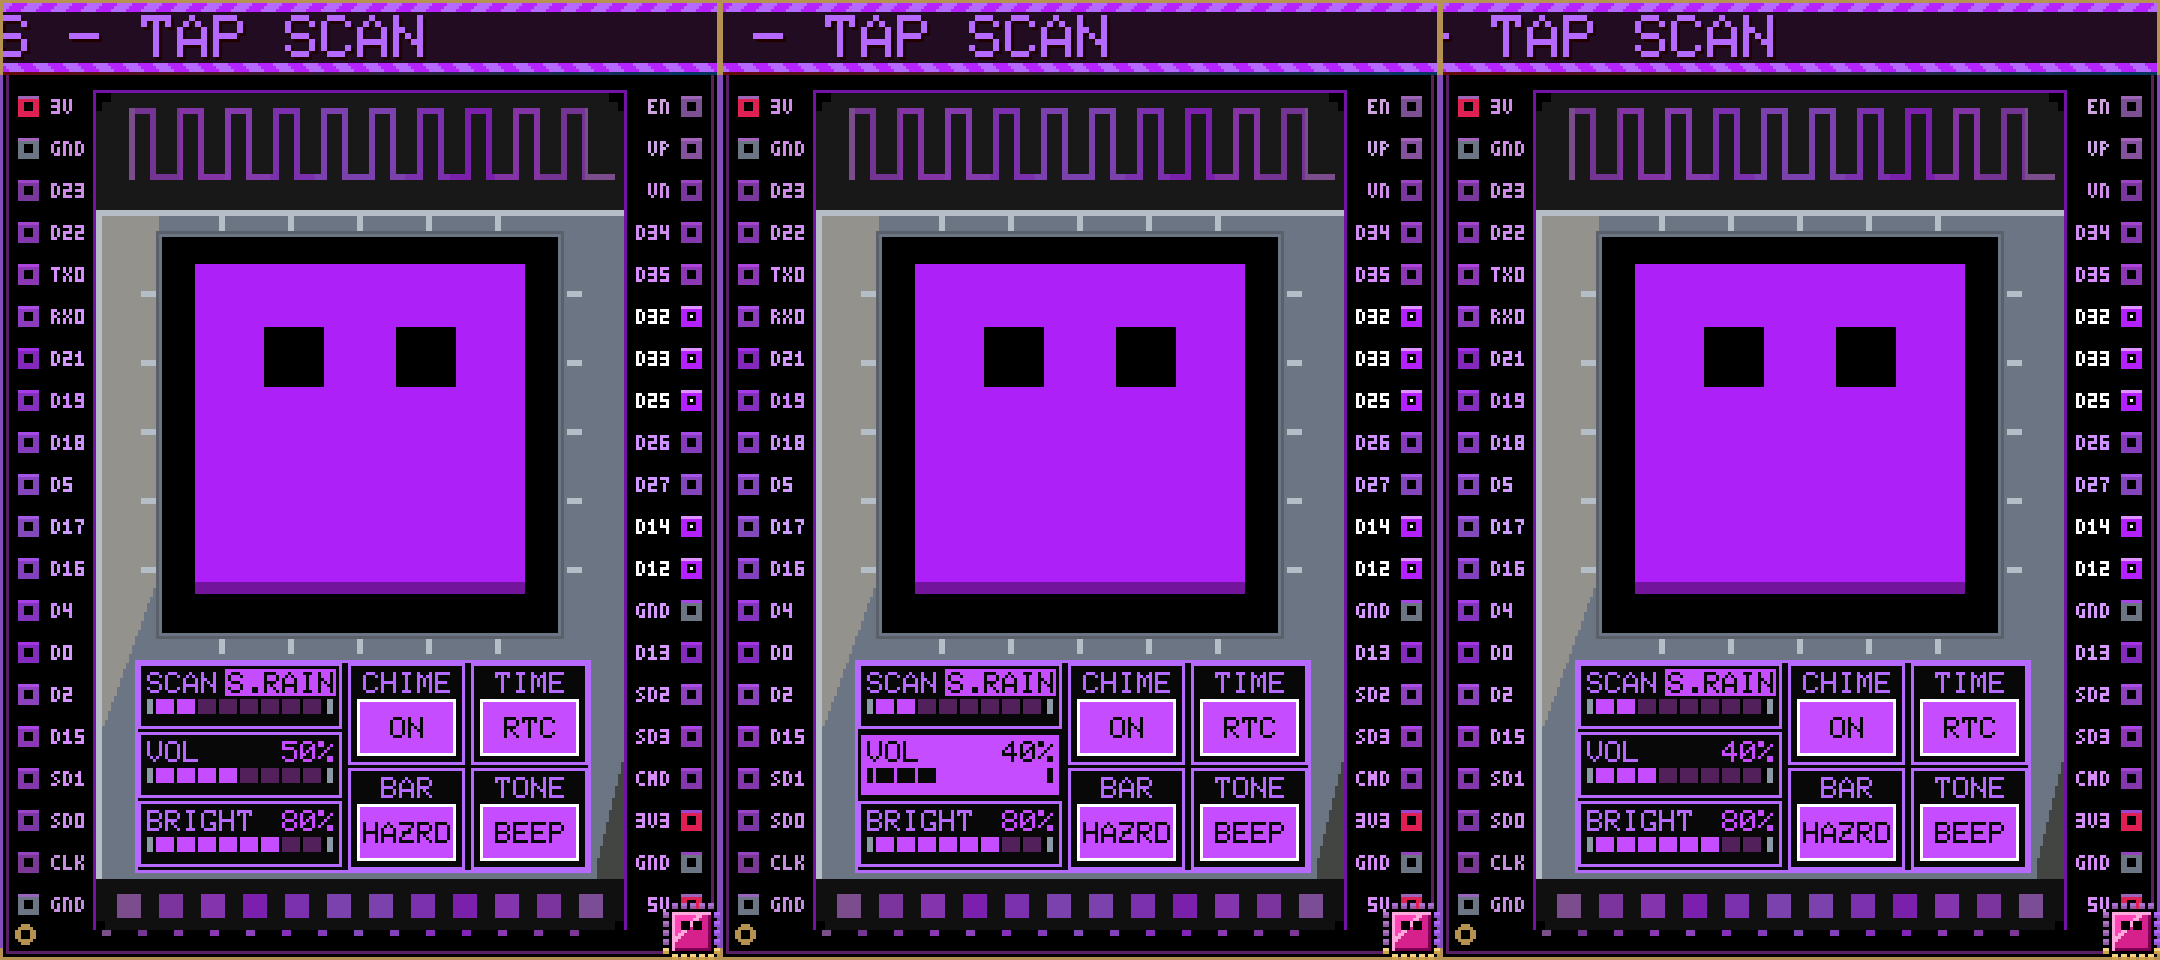 S - TAP SCAN
3V
GND
D23
D22
TX0
RX0
D21
D19
D18
D5
D17
D16
D4
D0
D2
D15
SD1
SD0
CLK
GND
EN
VP
VN
D34
D35
D32
D33
D25
D26
D27
D14
D12
GND
D13
SD2
SD3
CMD
3V3
GND
5V
SCAN S.RAIN
VOL 50%
BRIGHT 80%
CHIME
ON
TIME
RTC
BAR
HAZRD
TONE
BEEP
- TAP SCAN
3V
GND
D23
D22
TX0
RX0
D21
D19
D18
D5
D17
D16
D4
D0
D2
D15
SD1
SD0
CLK
GND
EN
VP
VN
D34
D35
D32
D33
D25
D26
D27
D14
D12
GND
D13
SD2
SD3
CMD
3V3
GND
5V
SCAN S.RAIN
VOL 40%
BRIGHT 80%
CHIME
ON
TIME
RTC
BAR
HAZRD
TONE
BEEP
- TAP SCAN
3V
GND
D23
D22
TX0
RX0
D21
D19
D18
D5
D17
D16
D4
D0
D2
D15
SD1
SD0
CLK
GND
EN
VP
VN
D34
D35
D32
D33
D25
D26
D27
D14
D12
GND
D13
SD2
SD3
CMD
3V3
GND
5V
SCAN S.RAIN
VOL 40%
BRIGHT 80%
CHIME
ON
TIME
RTC
BAR
HAZRD
TONE
BEEP